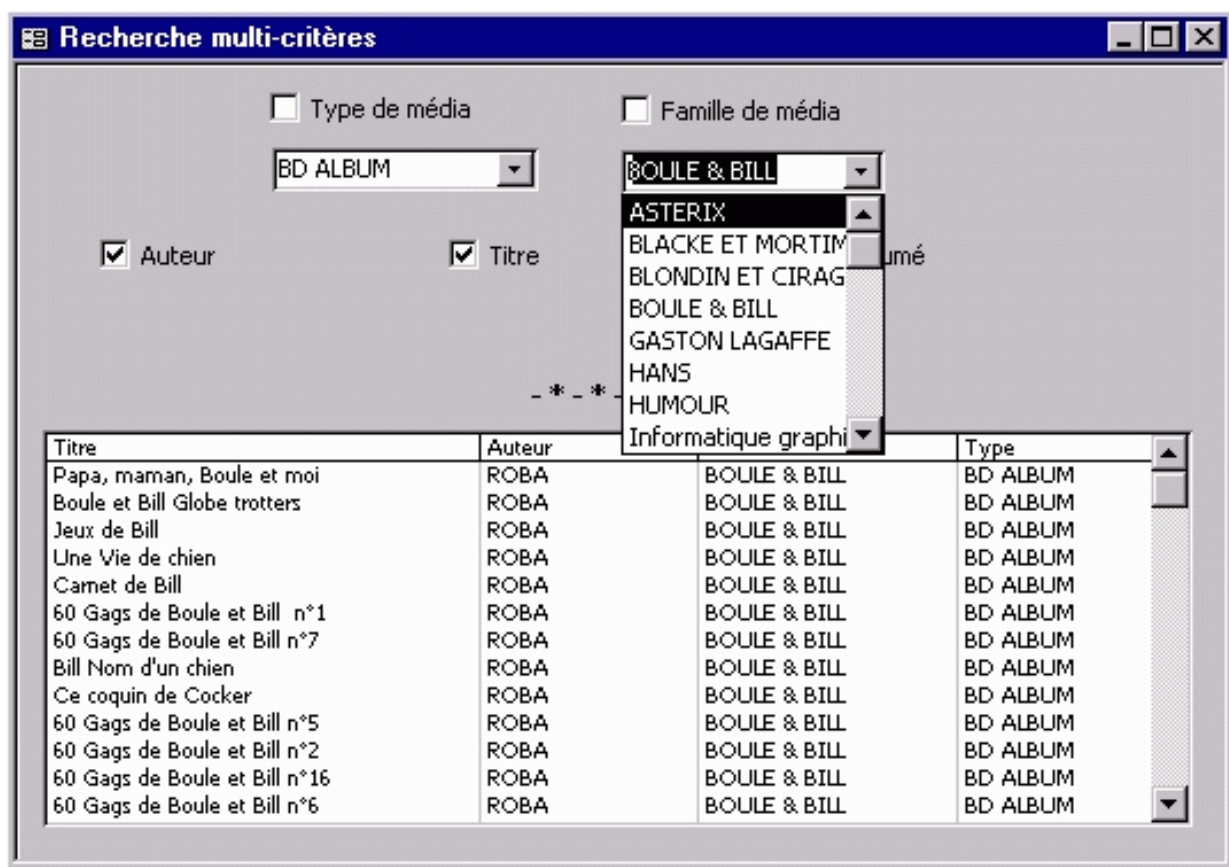 Recherche multi-critères
Type de média Famille de média
BD ALBUM BOULE & BILL
ASTERIX
BLACKE ET MORTIM
Auteur Titre umé
BLONDIN ET CIRAG
BOULE & BILL
GASTON LAGAFFE
HANS
- * - * -
HUMOUR
Informatique graphi
Titre Auteur Type
Papa, maman, Boule et moi ROBA BOULE & BILL BD ALBUM
Boule et Bill Globe trotters ROBA BOULE & BILL BD ALBUM
Jeux de Bill ROBA BOULE & BILL BD ALBUM
Une Vie de chien ROBA BOULE & BILL BD ALBUM
Carnet de Bill ROBA BOULE & BILL BD ALBUM
60 Gags de Boule et Bill n°1 ROBA BOULE & BILL BD ALBUM
60 Gags de Boule et Bill n°7 ROBA BOULE & BILL BD ALBUM
Bill Nom d'un chien ROBA BOULE & BILL BD ALBUM
Ce coquin de Cocker ROBA BOULE & BILL BD ALBUM
60 Gags de Boule et Bill n°5 ROBA BOULE & BILL BD ALBUM
60 Gags de Boule et Bill n°2 ROBA BOULE & BILL BD ALBUM
60 Gags de Boule et Bill n°16 ROBA BOULE & BILL BD ALBUM
60 Gags de Boule et Bill n°6 ROBA BOULE & BILL BD ALBUM